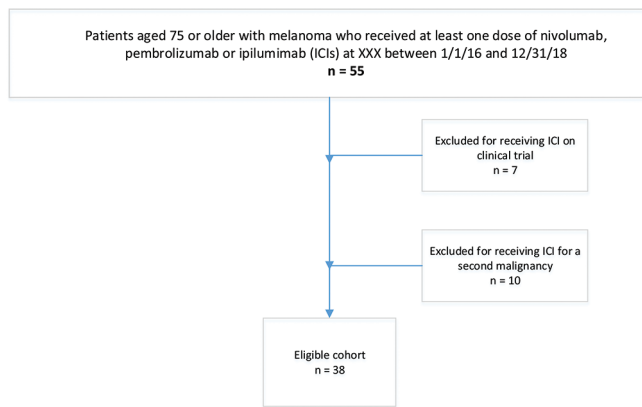 Patients aged 75 or older with melanoma who received at least one dose of nivolumab,
pembrolizumab or ipilimumab (ICIs) at XXX between 1/1/16 and 12/31/18
n = 55
Excluded for receiving ICI on
clinical trial
n = 7
Excluded for receiving ICI for a
second malignancy
n = 10
Eligible cohort
n = 38